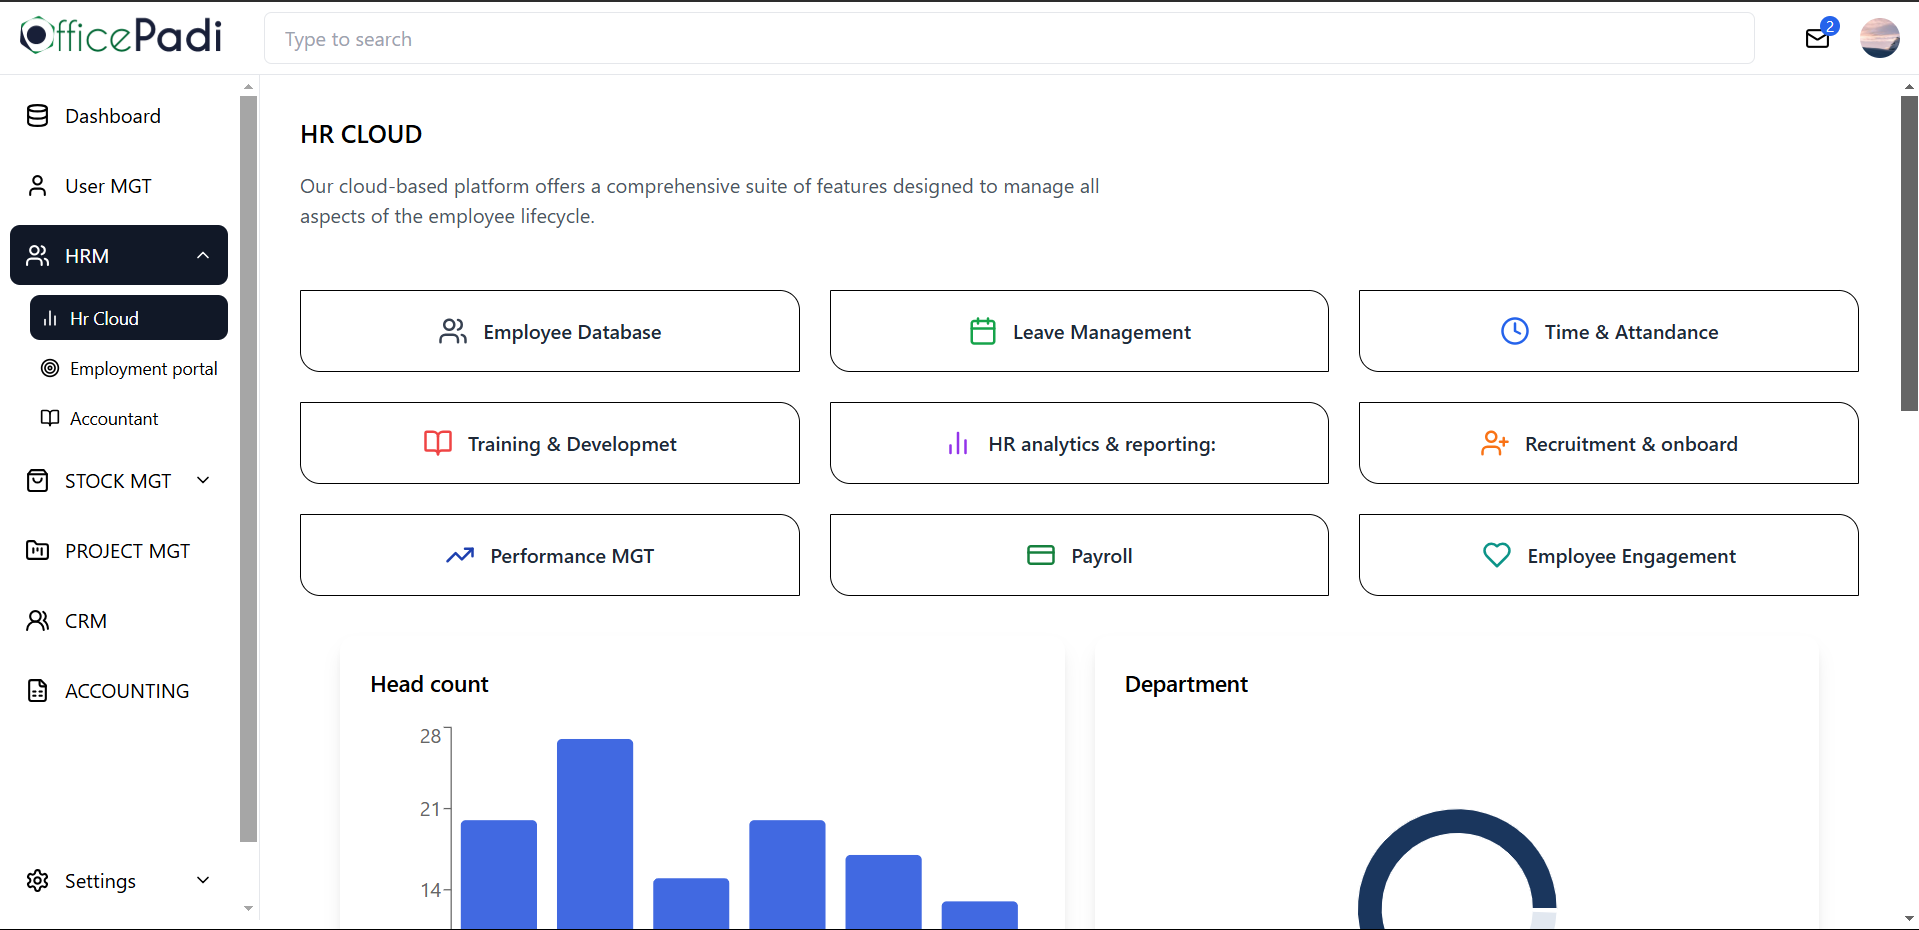 OfficePadi
Type to search
2
Dashboard
User MGT
HRM
Hr Cloud
Employment portal
Accountant
STOCK MGT
PROJECT MGT
CRM
ACCOUNTING
Settings
HR CLOUD
Our cloud-based platform offers a comprehensive suite of features designed to manage all
aspects of the employee lifecycle.
Employee Database
Leave Management
Time & Attandance
Training & Developmet
HR analytics & reporting:
Recruitment & onboard
Performance MGT
Payroll
Employee Engagement
Head count
28
21
14
Department